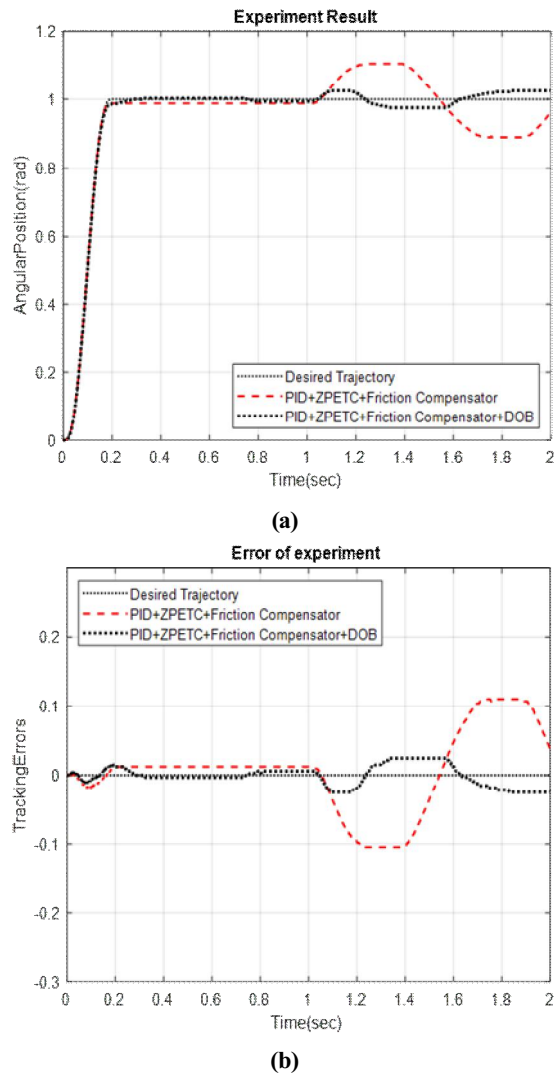 Experiment Result
1.2
1
0.8
0.6
0.4
0.2
0
AngularPosition(rad)
Desired Trajectory
PID+ZPETC+Friction Compensator
PID+ZPETC+Friction Compensator+DOB
0 0.2 0.4 0.6 0.8 1 1.2 1.4 1.6 1.8 2
Time(sec)
(a)
Error of experiment
Desired Trajectory
PID+ZPETC+Friction Compensator
PID+ZPETC+Friction Compensator+DOB
0.2
0.1
0
-0.1
-0.2
-0.3
TrackingErrors
0 0.2 0.4 0.6 0.8 1 1.2 1.4 1.6 1.8 2
Time(sec)
(b)